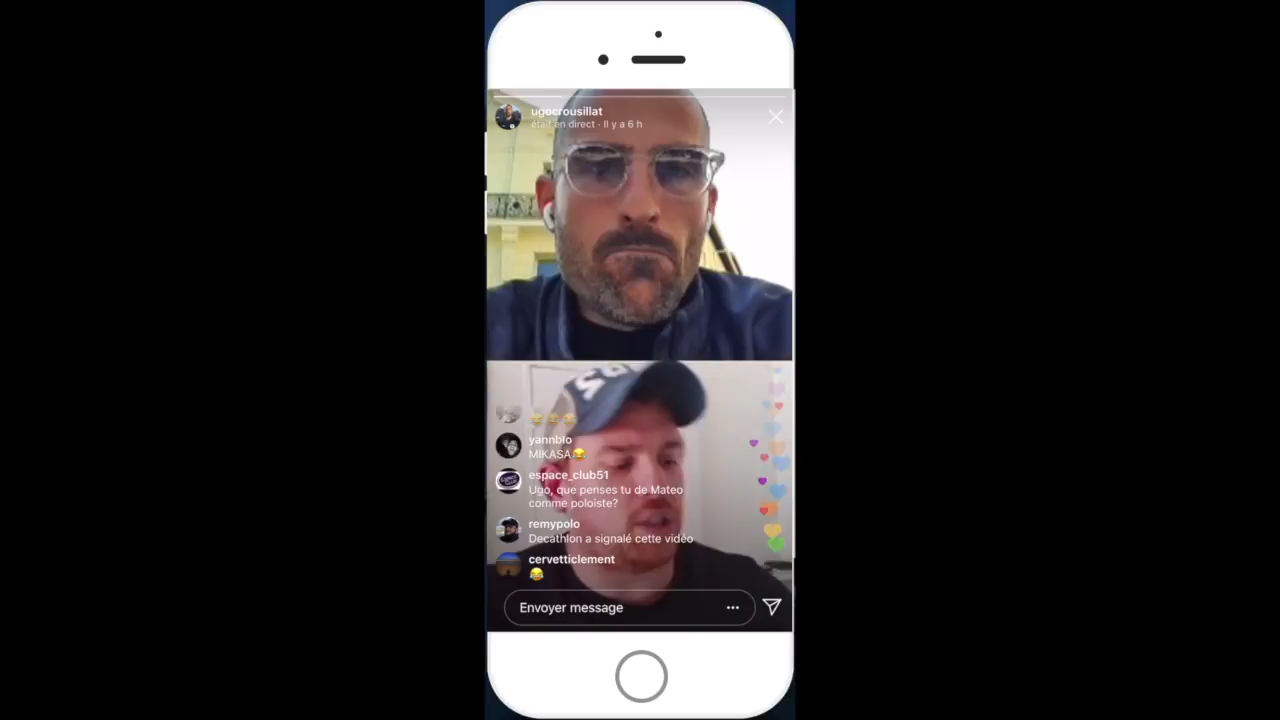 ugocrousillat
était en direct · Il y a 6 h
😂😂😂
yannblo
MIKASA😂
espace_club51
Ugo, que penses tu de Mateo
comme poloiste?
remypolo
Decathlon a signalé cette vidéo
cervetticlement
😂
Envoyer message